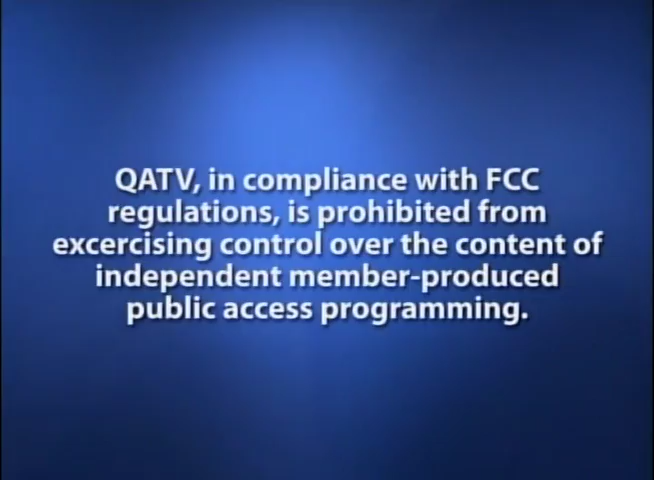 QATV, in compliance with FCC
regulations, is prohibited from
excercising control over the content of
independent member-produced
public access programming.